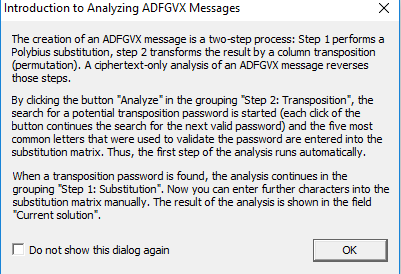 Introduction to Analyzing ADFGVX Messages
The creation of an ADFGVX message is a two-step process: Step 1 performs a
Polybius substitution, step 2 transforms the result by a column transposition
(permutation). A ciphertext-only analysis of an ADFGVX message reverses
those steps.
By clicking the button "Analyze" in the grouping "Step 2: Transposition", the
search for a potential transposition password is started (each click of the
button continues the search for the next valid password) and the five most
common letters that were used to validate the password are entered into the
substitution matrix. Thus, the first step of the analysis runs automatically.
When a transposition password is found, the analysis continues in the
grouping "Step 1: Substitution". Now you can enter further characters into the
substitution matrix manually. The result of the analysis is shown in the field
"Current solution".
Do not show this dialog again
OK